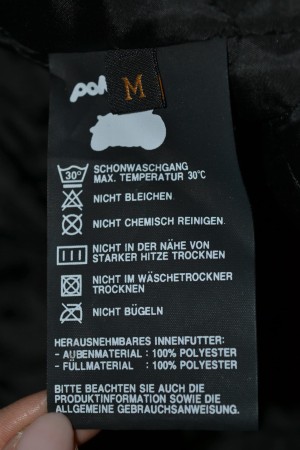 M
30°
SCHONWASCHGANG
MAX. TEMPERATUR 30°C
NICHT BLEICHEN
NICHT CHEMISCH REINIGEN.
NICHT IN DER NÄHE VON
STARKER HITZE TROCKNEN
NICHT IM WÄSCHETROCKNER
TROCKNEN
NICHT BÜGELN
HERAUSNEHMBARES INNENFUTTER:
- AUßENMATERIAL : 100% POLYESTER
- FÜLLMATERIAL : 100% POLYESTER
BITTE BEACHTEN SIE AUCH DIE
PRODUKTINFORMATION SOWIE DIE
ALLGEMEINE GEBRAUCHSANWEISUNG.